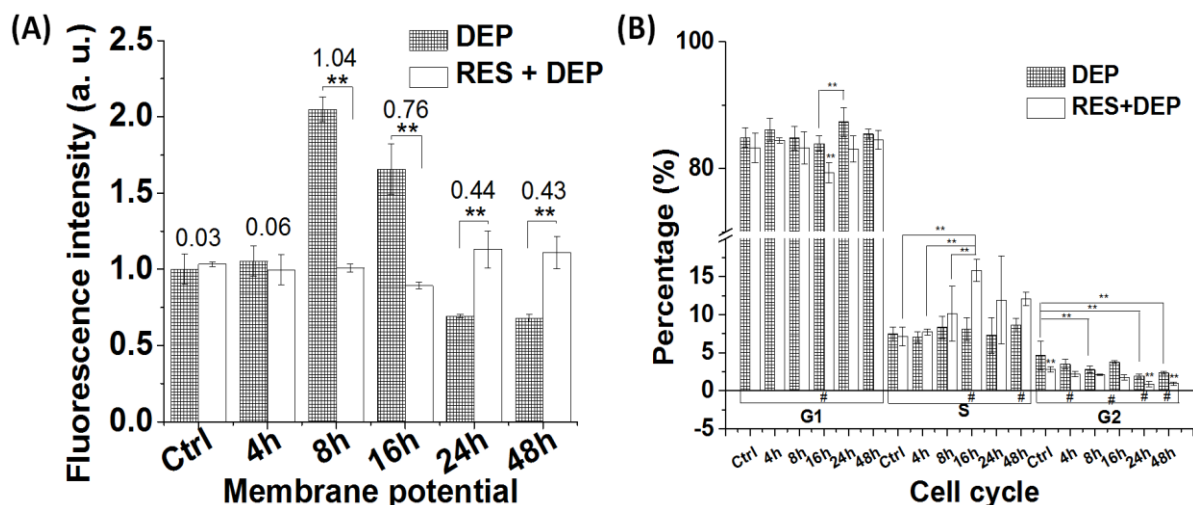 (A)
Fluorescence intensity (a. u.)
2.5
2.0
1.5
1.0
0.5
0.0
DEP
RES + DEP
0.03
0.06
1.04
**
0.76
**
0.44
**
0.43
**
Ctrl 4h 8h 16h 24h 48h
Membrane potential
(B)
Percentage (%)
100
80
15
10
5
0
-5
DEP
RES+DEP
**
**
**
**
**
**
**
**
**
**
**
# # # # # # #
G1 S G2
Ctrl 4h 8h 16h 24h 48h Ctrl 4h 8h 16h 24h 48h Ctrl 4h 8h 16h 24h 48h
Cell cycle